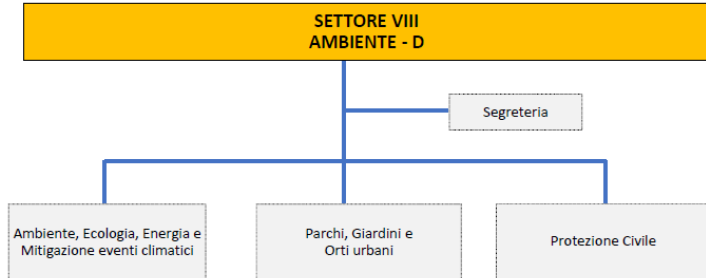 SETTORE VIII
AMBIENTE - D
Segreteria
Ambiente, Ecologia, Energia e
Mitigazione eventi climatici
Parchi, Giardini e
Orti urbani
Protezione Civile